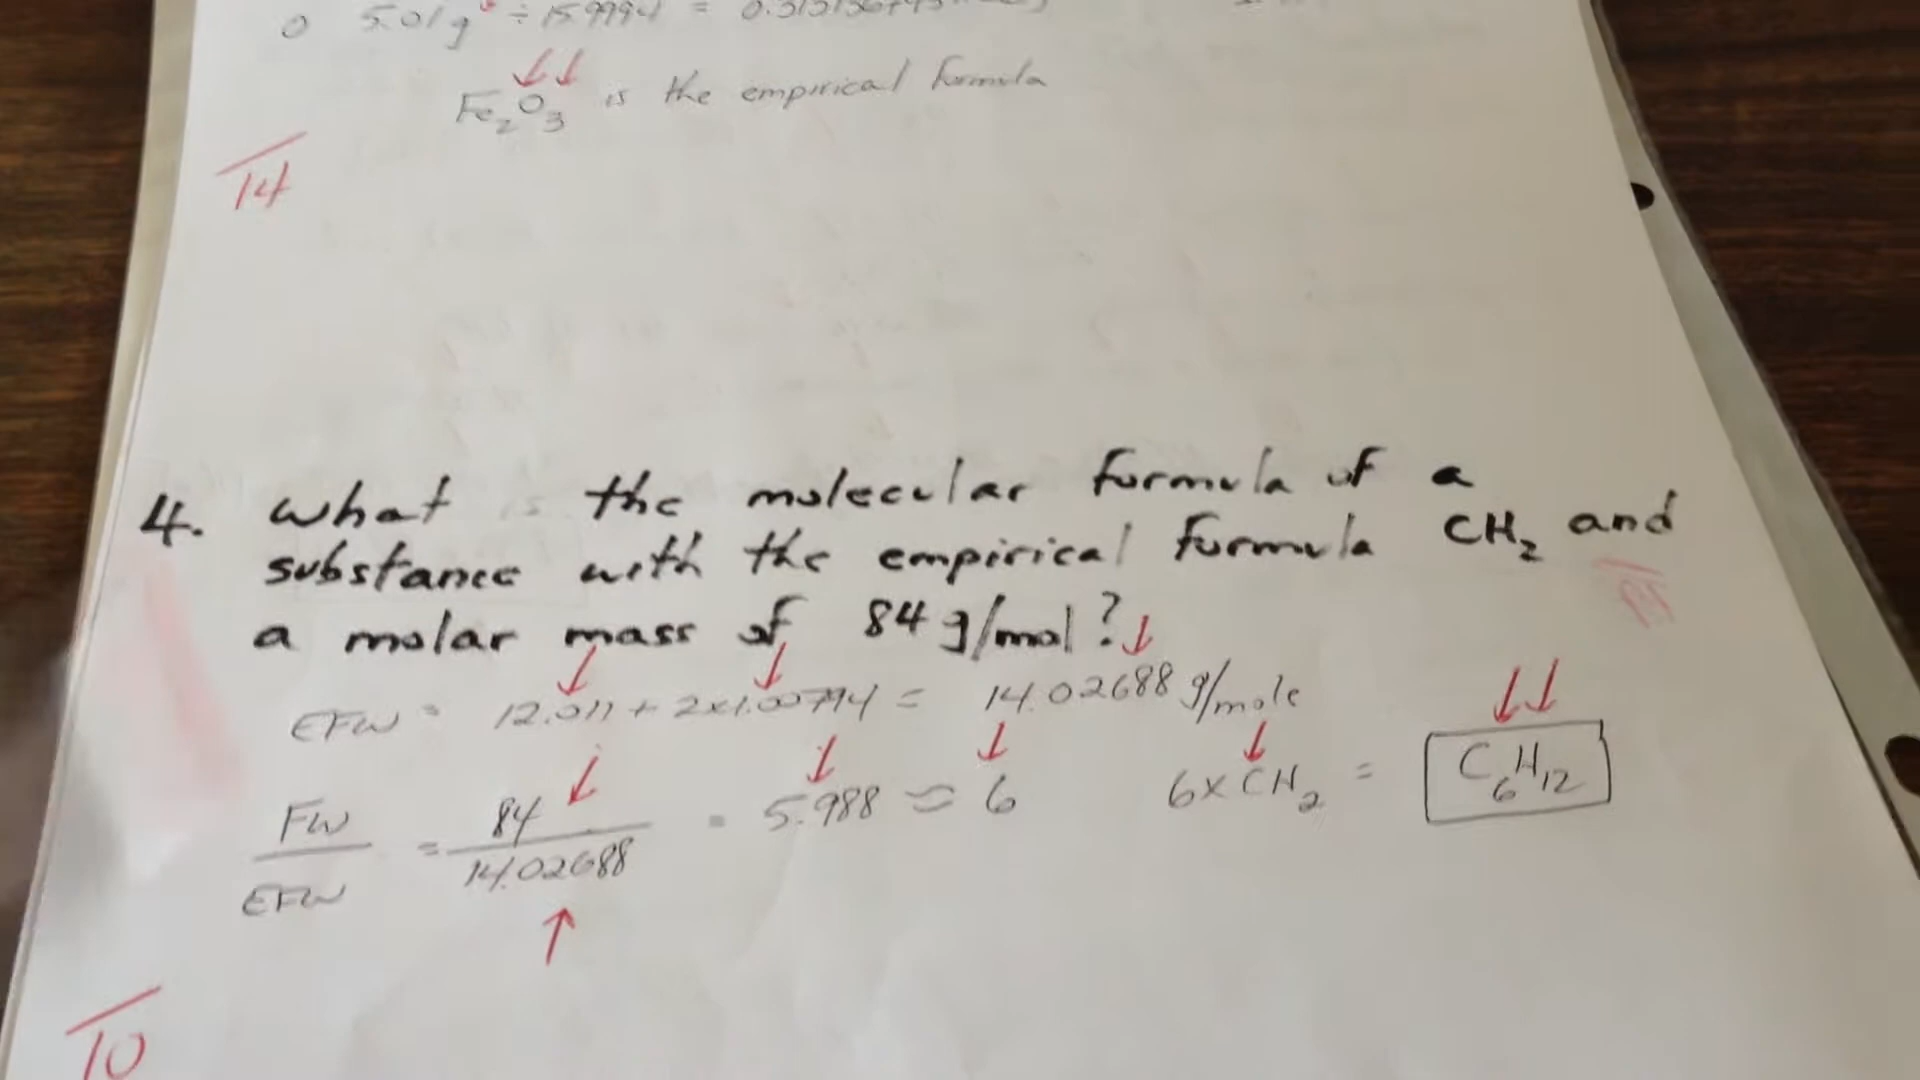 O 5.01g ÷ 15.9994 =
↓↓
Fe₂O₃ is the empirical formula
/14
4. What is the molecular formula of a
substance with the empirical formula CH₂ and
a molar mass of 84 g/mol? ↓
↓ ↓
EFW = 12.011 + 2x1.00794 = 14.02688 g/mole
↓ ↓ ↓ ↓ ↓↓
FW/EFW = 84/14.02688 = 5.988 ≈ 6 6 x CH₂ = C₆H₁₂
↑
/10